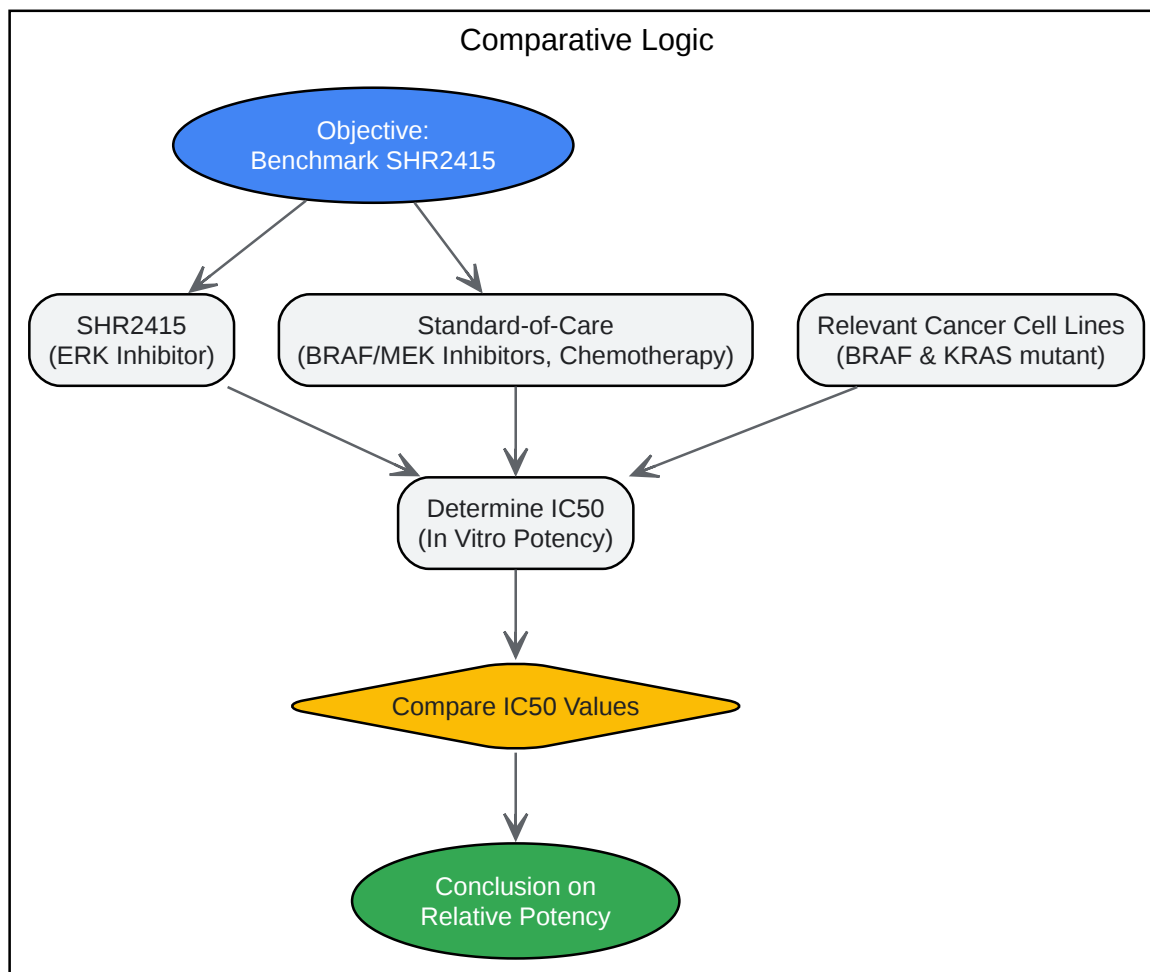 Comparative Logic
Objective:
Benchmark SHR2415
SHR2415
(ERK Inhibitor)
Standard-of-Care
(BRAF/MEK Inhibitors, Chemotherapy)
Relevant Cancer Cell Lines
(BRAF & KRAS mutant)
Determine IC50
(In Vitro Potency)
Compare IC50 Values
Conclusion on
Relative Potency